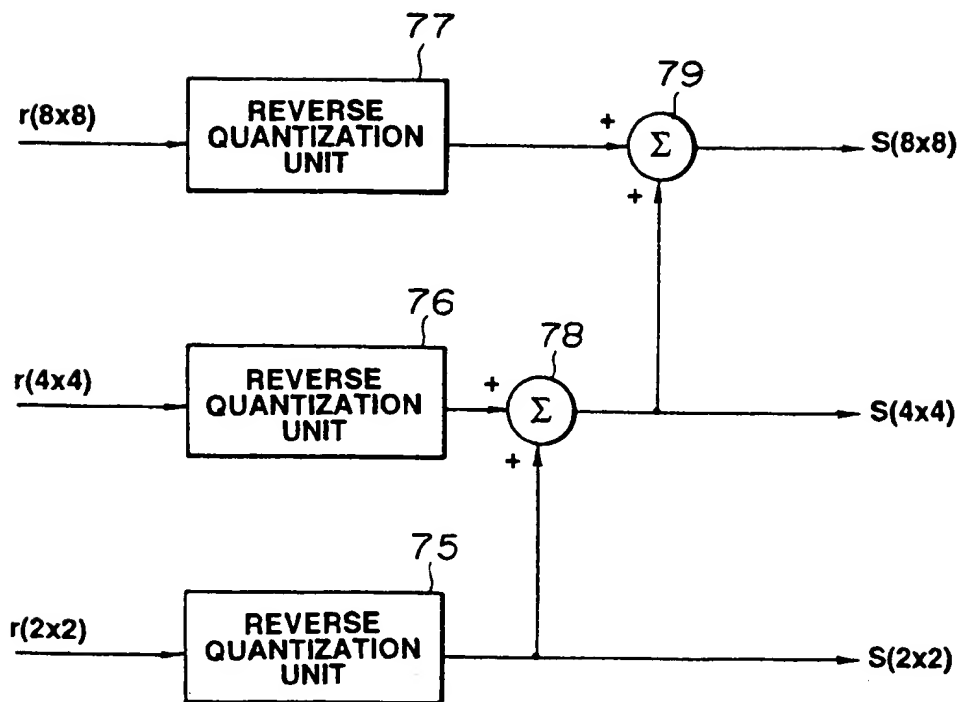 77
79
r(8x8)
REVERSE
QUANTIZATION
UNIT
+
Σ
+
S(8x8)
76
78
r(4x4)
REVERSE
QUANTIZATION
UNIT
+
Σ
+
S(4x4)
75
r(2x2)
REVERSE
QUANTIZATION
UNIT
S(2x2)